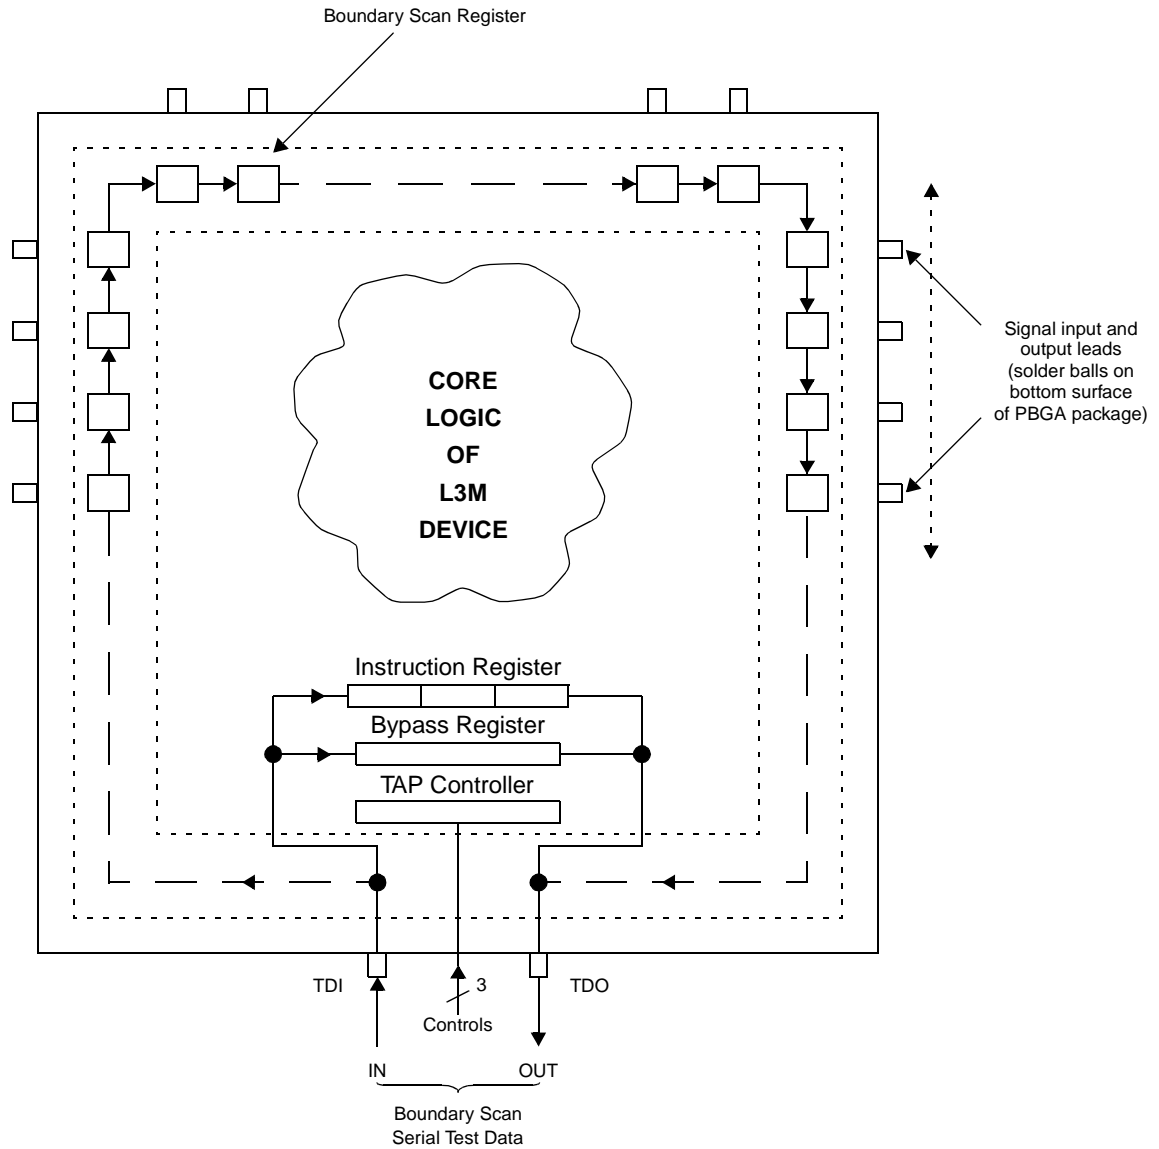 Boundary Scan Register
CORE
LOGIC
OF
L3M
DEVICE
Signal input and
output leads
(solder balls on
bottom surface
of PBGA package)
Instruction Register
Bypass Register
TAP Controller
TDI
3
TDO
Controls
IN
OUT
Boundary Scan
Serial Test Data